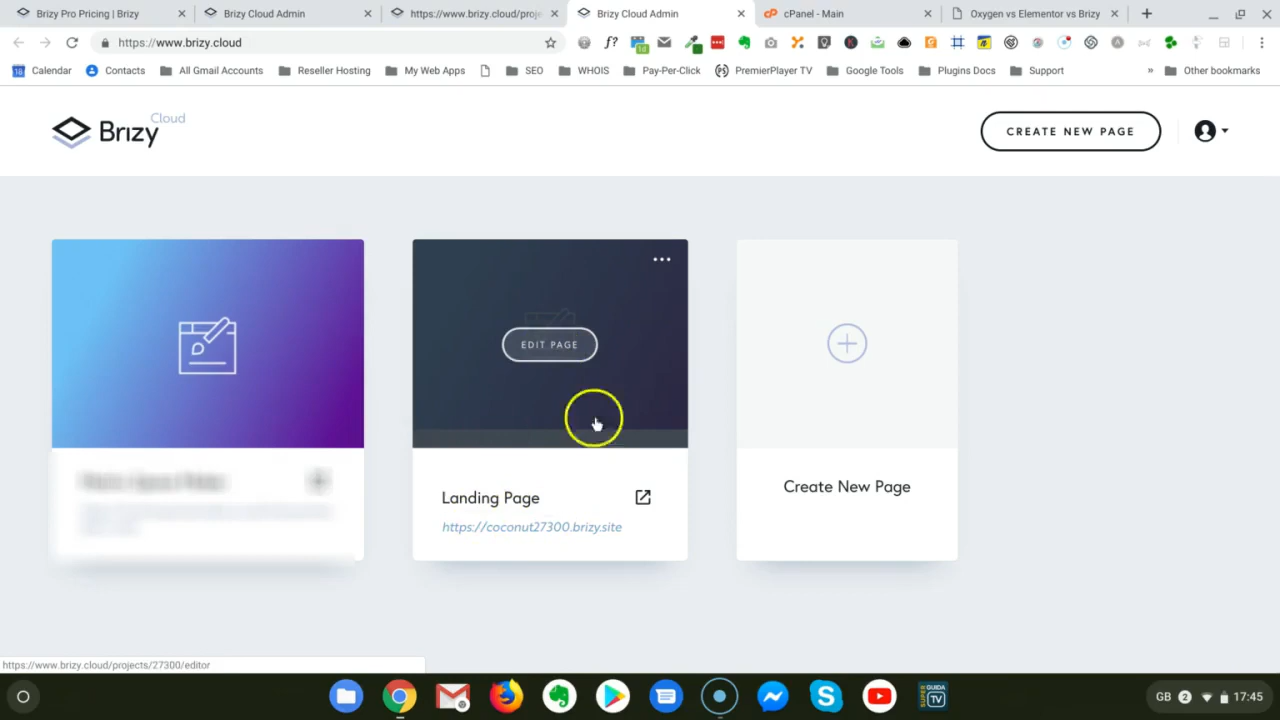 Brizy Pro Pricing | Brizy
Brizy Cloud Admin
https://www.brizy.cloud/proje
Brizy Cloud Admin
cPanel - Main
Oxygen vs Elementor vs Brizy
https://www.brizy.cloud
Calendar
Contacts
All Gmail Accounts
Reseller Hosting
My Web Apps
SEO
WHOIS
Pay-Per-Click
PremierPlayer TV
Google Tools
Plugins Docs
Support
»
Other bookmarks
Brizy Cloud
CREATE NEW PAGE
EDIT PAGE
Landing Page
https://coconut27300.brizy.site
Create New Page
https://www.brizy.cloud/projects/27300/editor
GB 2 17:45